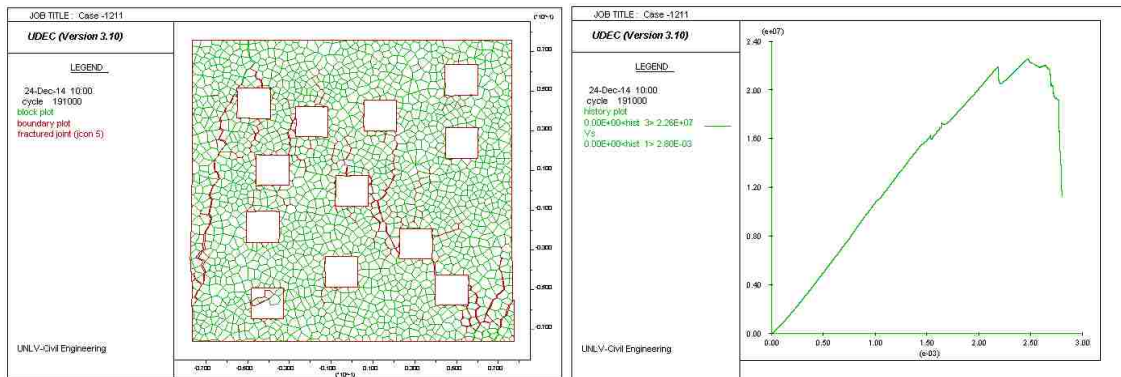 JOB TITLE : Case -1211
UDEC (Version 3.10)
LEGEND
24-Dec-14 10:00
cycle 191000
block plot
boundary plot
fractured joint (jcon 5)
UNLV-Civil Engineering
(*10^-1)
0.700
0.500
0.300
0.100
-0.100
-0.300
-0.500
-0.700
-0.700 -0.500 -0.300 -0.100 0.100 0.300 0.500 0.700
(*10^-1)
JOB TITLE : Case -1211
UDEC (Version 3.10)
LEGEND
24-Dec-14 10:00
cycle 191000
history plot
0.00E+00<hist 3> 2.26E+07
Vs
0.00E+00<hist 1> 2.80E-03
UNLV-Civil Engineering
(e+07)
2.40
2.00
1.60
1.20
0.80
0.40
0.00
0.00 0.50 1.00 1.50 2.00 2.50 3.00
(e-03)